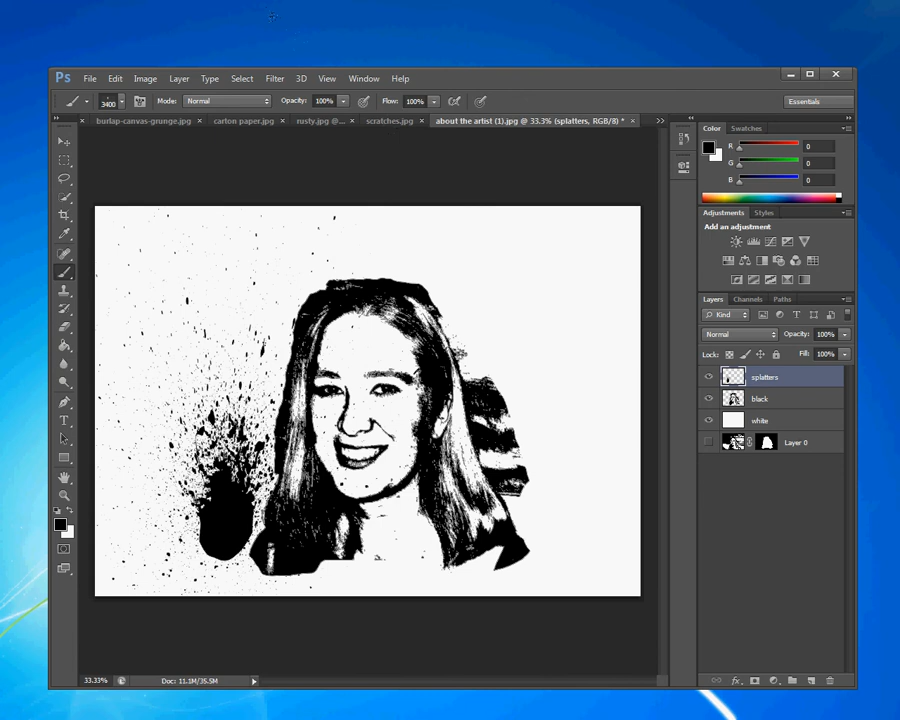 Ps File Edit Image Layer Type Select Filter 3D View Window Help
3400 Mode: Normal Opacity: 100% Flow: 100% Essentials
burlap-canvas-grunge.jpg × carton paper.jpg × rusty.jpg @... × scratches.jpg × about the artist (1).jpg @ 33.3% (splatters, RGB/8) * ×
Color Swatches
R 0
G 0
B 0
Adjustments Styles
Add an adjustment
Layers Channels Paths
Kind
Normal Opacity: 100%
Lock: Fill: 100%
splatters
black
white
Layer 0
33.33% Doc: 11.1M/35.5M